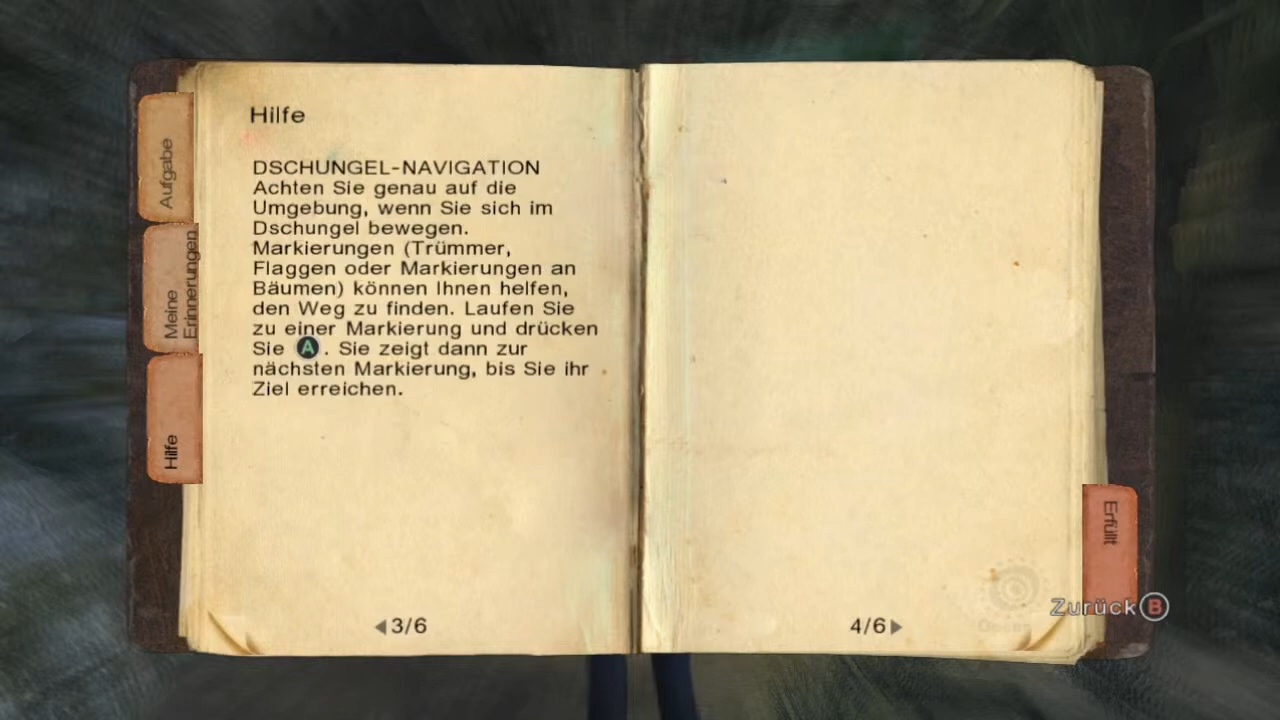 Hilfe
DSCHUNGEL-NAVIGATION
Achten Sie genau auf die
Umgebung, wenn Sie sich im
Dschungel bewegen.
Markierungen (Trümmer,
Flaggen oder Markierungen an
Bäumen) können Ihnen helfen,
den Weg zu finden. Laufen Sie
zu einer Markierung und drücken
Sie A. Sie zeigt dann zur
nächsten Markierung, bis Sie ihr
Ziel erreichen.
Aufgabe
Meine
Erinnerungen
Hilfe
Erfüllt
Zurück B
3/6
4/6